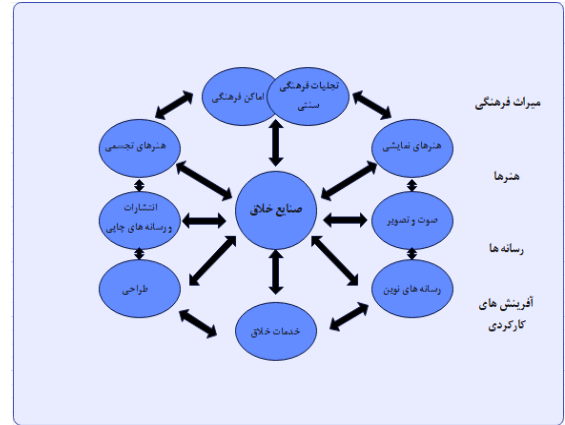 تجلیات فرهنگی
سنتی
اماکن فرهنگی
میراث فرهنگی
هنرهای نمایشی
هنرهای تجسمی
هنرها
صنایع خلاق
صوت و تصویر
انتشارات
و رسانه های چاپی
رسانه ها
رسانه های نوین
طراحی
آفرینش های
کارکردی
خدمات خلاق